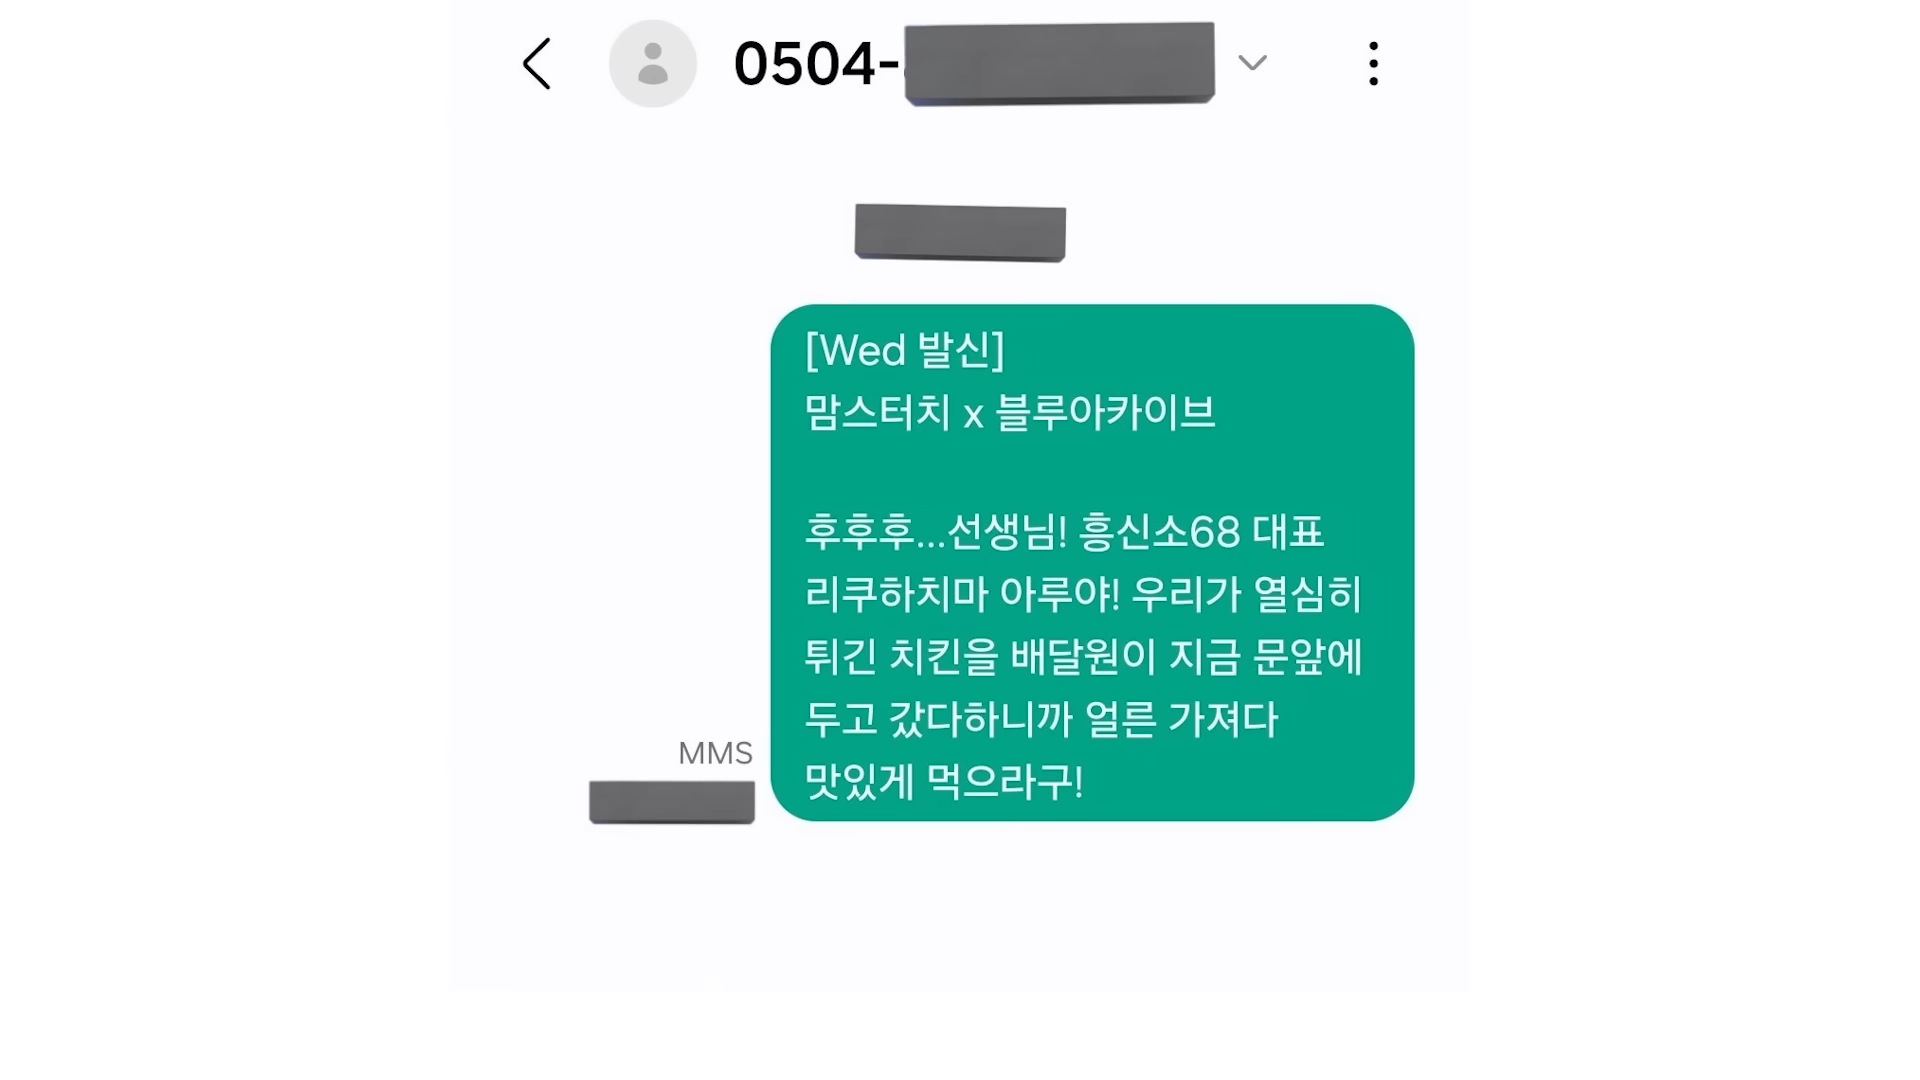 0504-
[Wed 발신]
맘스터치 x 블루아카이브
후후후...선생님! 흥신소68 대표
리쿠하치마 아루야! 우리가 열심히
튀긴 치킨을 배달원이 지금 문앞에
두고 갔다하니까 얼른 가져다
맛있게 먹으라구!
MMS